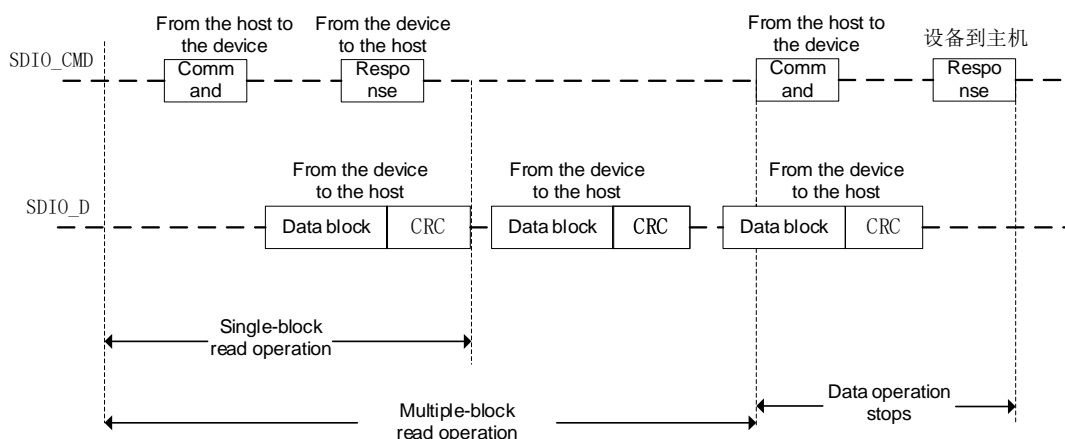 From the host to
the device
From the device
to the host
From the host to
the device
设备到主机
SDIO_CMD
Comm
and
Respo
nse
Comm
and
Respo
nse
From the device
to the host
From the device
to the host
From the device
to the host
SDIO_D
Data block
CRC
Data block
CRC
Data block
CRC
Single-block
read operation
Multiple-block
read operation
Data operation
stops